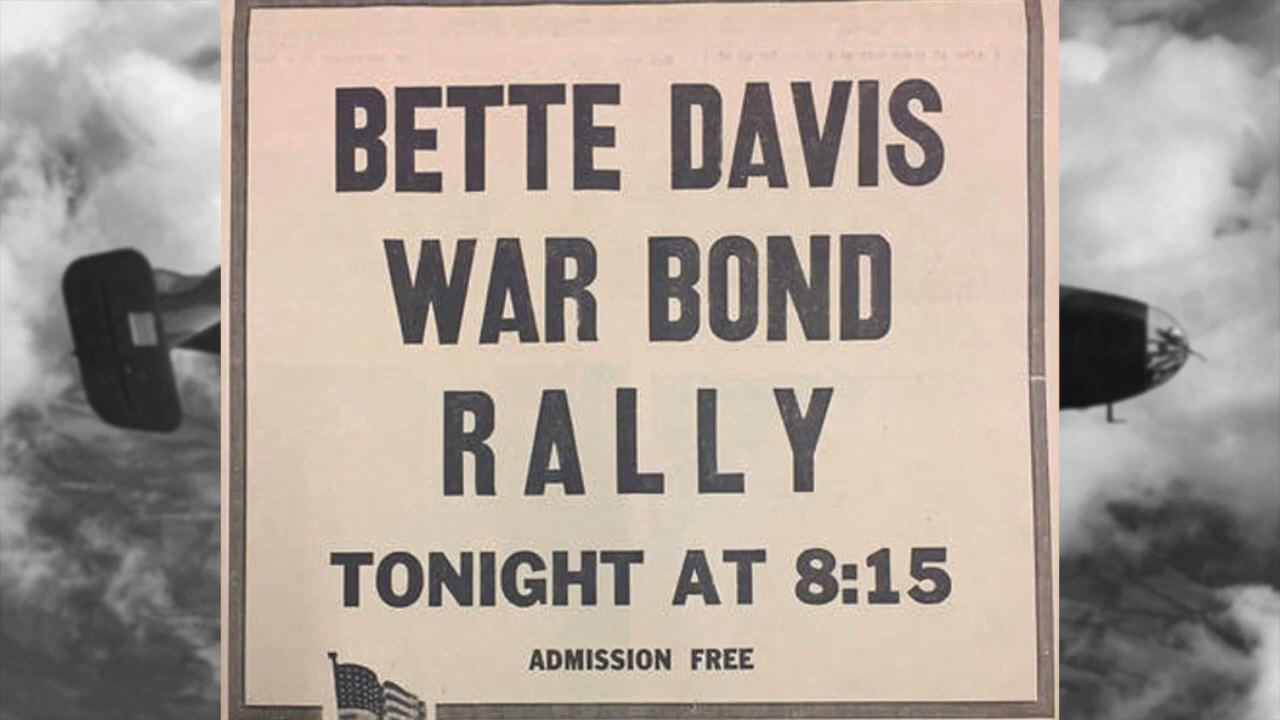 BETTE DAVIS
WAR BOND
RALLY
TONIGHT AT 8:15
ADMISSION FREE